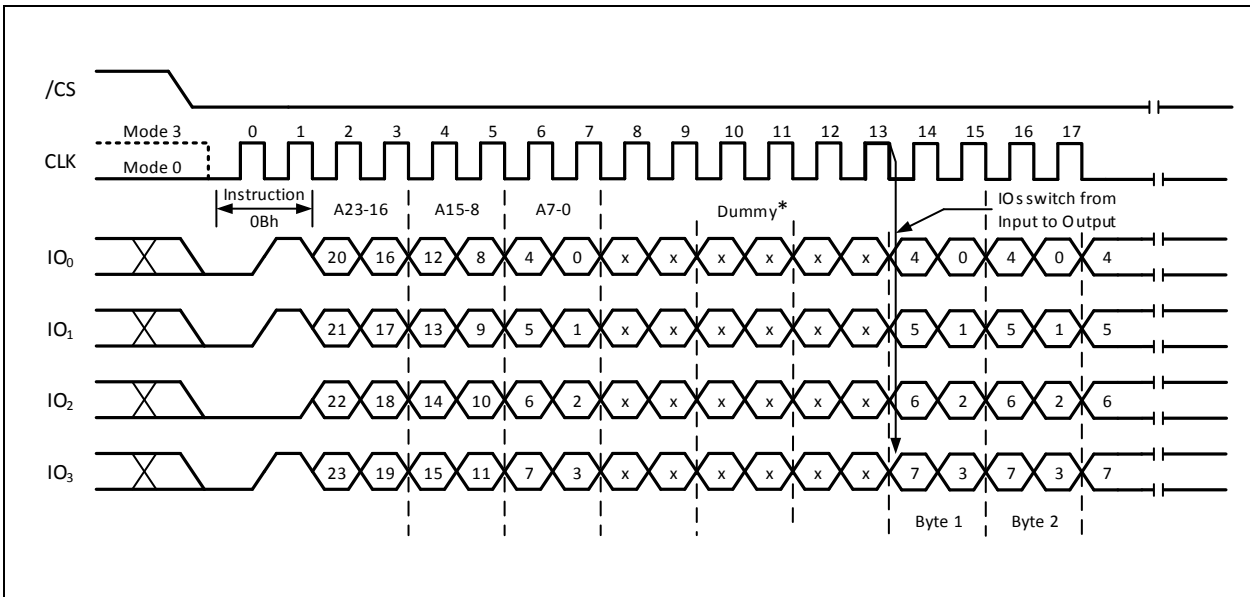 /CS
Mode 3 0 1 2 3 4 5 6 7 8 9 10 11 12 13 14 15 16 17
CLK
Mode 0
Instruction
0Bh
A23-16 A15-8 A7-0 Dummy*
IOs switch from
Input to Output
IO₀ 20 16 12 8 4 0 x x x x x x 4 0 4 0 4
IO₁ 21 17 13 9 5 1 x x x x x x 5 1 5 1 5
IO₂ 22 18 14 10 6 2 x x x x x x 6 2 6 2 6
IO₃ 23 19 15 11 7 3 x x x x x x 7 3 7 3 7
Byte 1 Byte 2